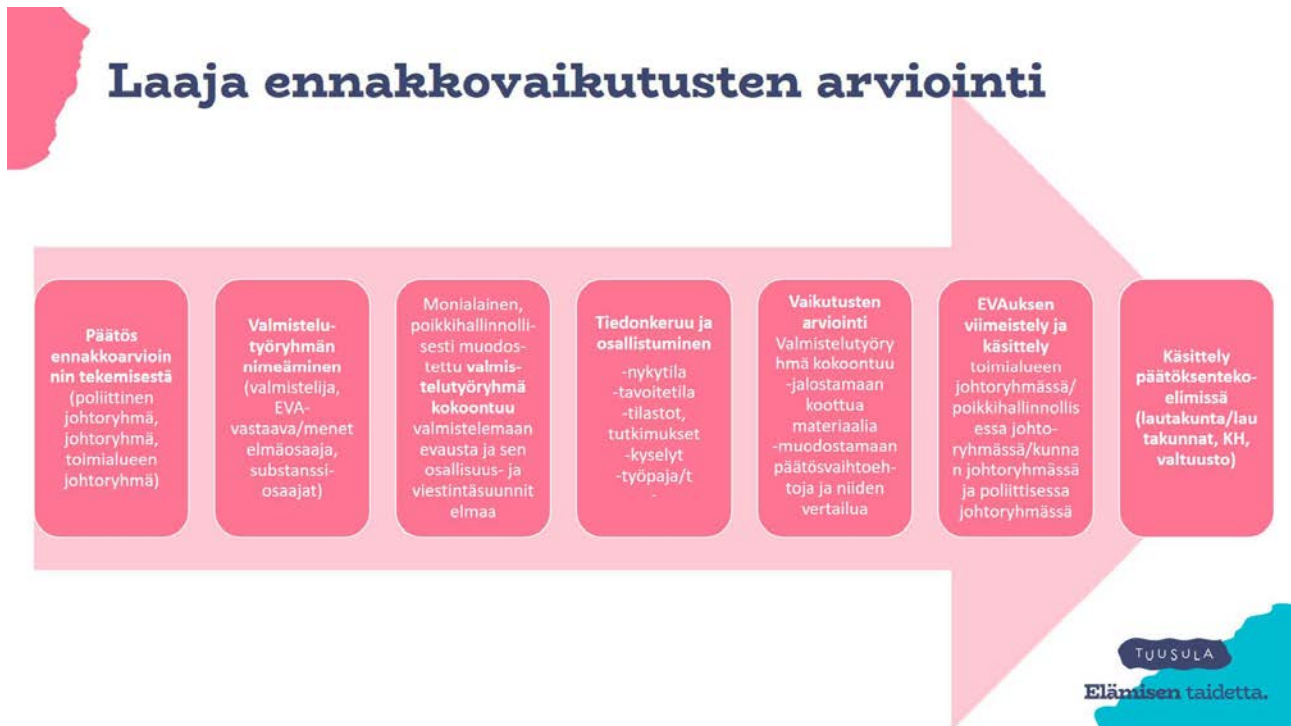 Laaja ennakkovaikutusten arviointi
Päätös
ennakkoarvioin
nin tekemisestä
(poliittinen
johtoryhmä,
johtoryhmä,
toimialueen
johtoryhmä)
Valmistelu-
työryhmän
nimeäminen
(valmistelija,
EVA-
vastaava/menet
elmäosaaja,
substanssi-
osaajat)
Monialainen,
poikkihallinnolli-
sesti muodos-
tettu valmis-
telutyöryhmä
kokoontuu
valmistelemaan
evausta ja sen
osallisuus- ja
viestintäsuunnit
elmaa
Tiedonkeruu ja
osallistuminen
-nykytila
-tavoitetila
-tilastot,
tutkimukset
-kyselyt
-työpaja/t
-
Vaikutusten
arviointi
Valmistelutyöry
hmä kokoontuu
-jalostamaan
koottua
materiaalia
-muodostamaan
päätösvaihtoeh-
toja ja niiden
vertailua
EVAuksen
viimeistely ja
käsittely
toimialueen
johtoryhmässä/
poikkihallinnollis
essa johto-
ryhmässä/kunna
n johtoryhmässä
ja poliittisessa
johtoryhmässä
Käsittely
päätöksenteko-
elimissä
(lautakunta/lau
takunnat, KH,
valtuusto)
TUUSULA
Elämisen taidetta.